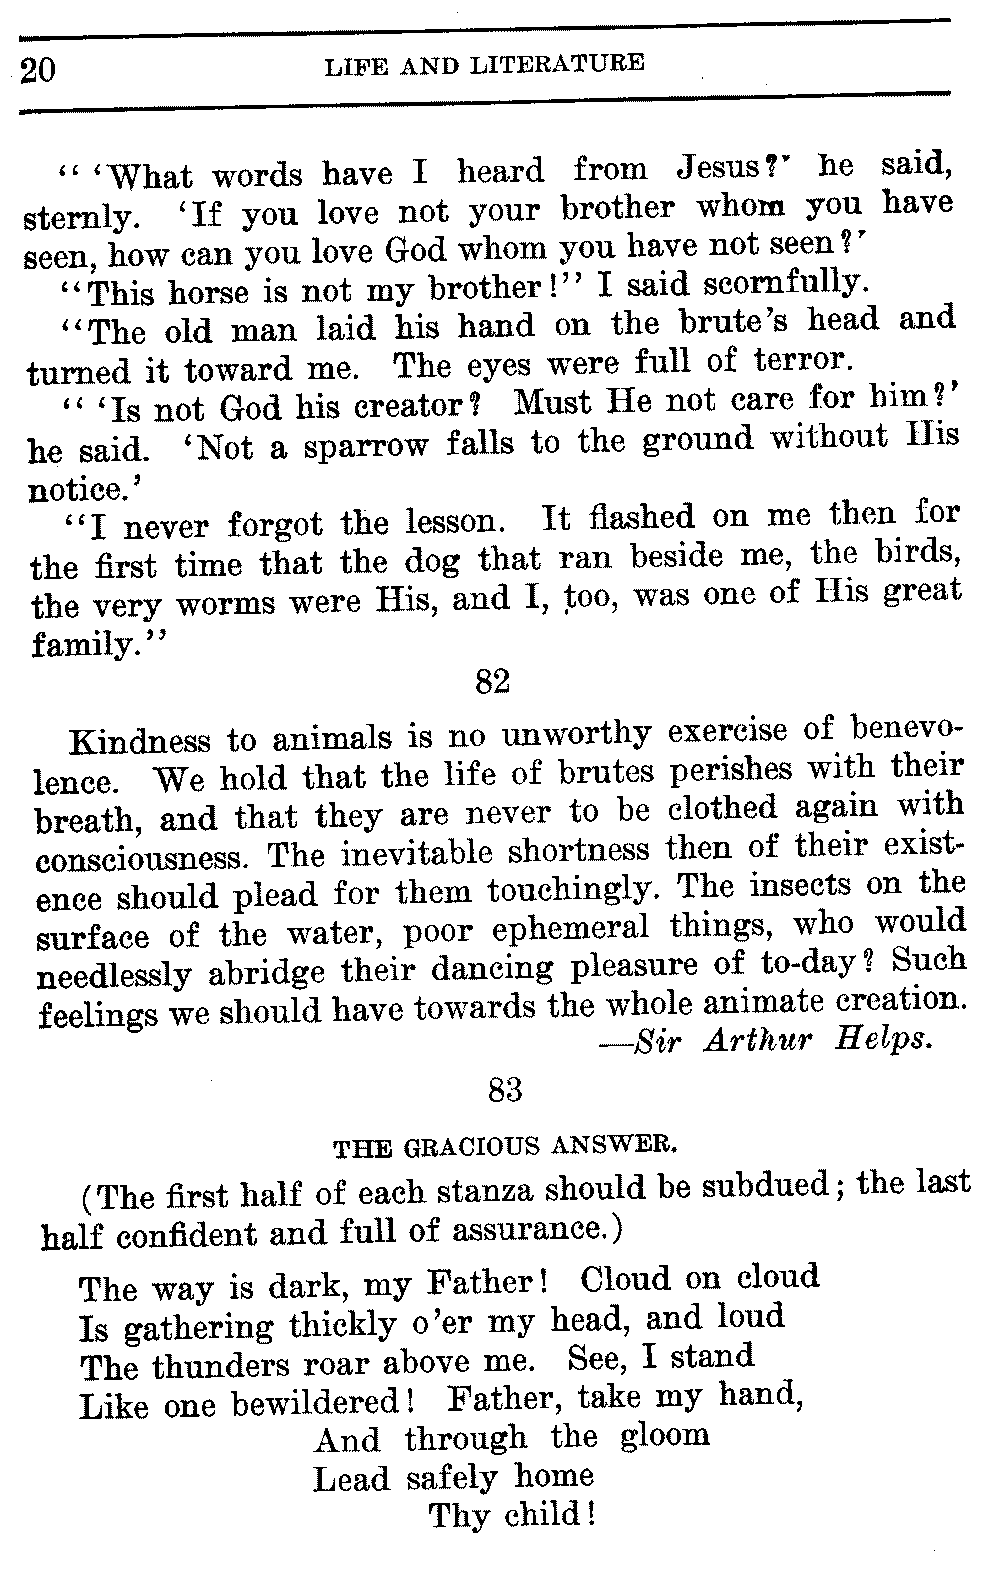 20 LIFE AND LITERATURE
“ ‘What words have I heard from Jesus?’ he said,
sternly. ‘If you love not your brother whom you have
seen, how can you love God whom you have not seen?’
“This horse is not my brother!” I said scornfully.
“The old man laid his hand on the brute’s head and
turned it toward me. The eyes were full of terror.
“ ‘Is not God his creator? Must He not care for him?’
he said. ‘Not a sparrow falls to the ground without His
notice.’
“I never forgot the lesson. It flashed on me then for
the first time that the dog that ran beside me, the birds,
the very worms were His, and I, too, was one of His great
family.”
82
Kindness to animals is no unworthy exercise of benevo-
lence. We hold that the life of brutes perishes with their
breath, and that they are never to be clothed again with
consciousness. The inevitable shortness then of their exist-
ence should plead for them touchingly. The insects on the
surface of the water, poor ephemeral things, who would
needlessly abridge their dancing pleasure of to-day? Such
feelings we should have towards the whole animate creation.
—Sir Arthur Helps.
83
THE GRACIOUS ANSWER.
(The first half of each stanza should be subdued; the last
half confident and full of assurance.)
The way is dark, my Father! Cloud on cloud
Is gathering thickly o’er my head, and loud
The thunders roar above me. See, I stand
Like one bewildered! Father, take my hand,
And through the gloom
Lead safely home
Thy child!